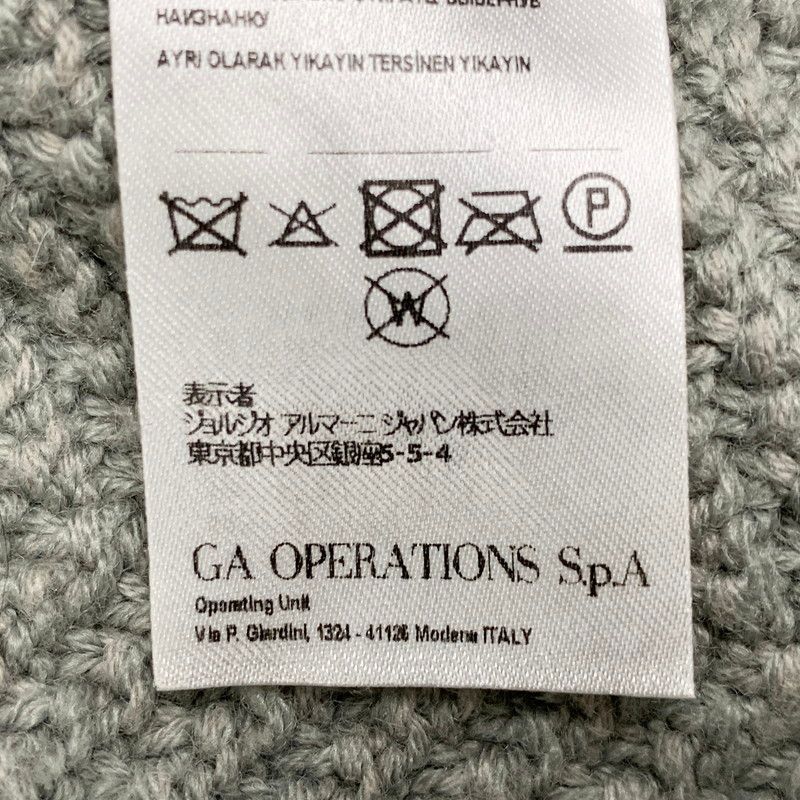 ВЫВЕРНУВ
НАИЗНАНКУ
AYRI OLARAK YIKAYIN TERSİNEN YIKAYIN
P
W
表示者
ジョルジオ アルマーニ ジャパン株式会社
東京都中央区銀座5-5-4
GA OPERATIONS S.p.A
Operating Unit
Via P. Giardini, 1324 - 41126 Modena ITALY